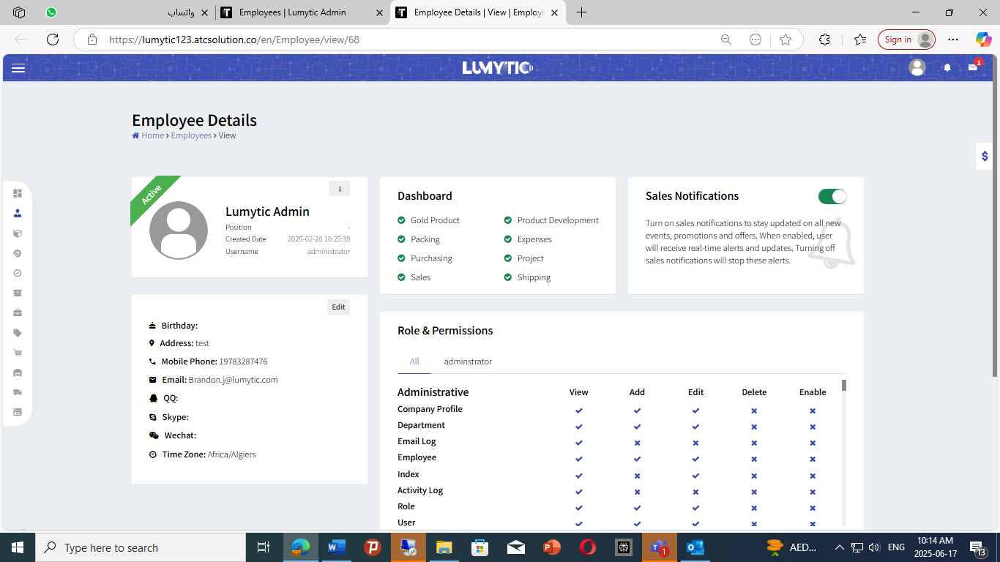 واتساب
Employees | Lumytic Admin
Employee Details | View | Employe
https://lumytic123.atcsolution.co/en/Employee/view/68
Sign in
LUMYTIC
1
Employee Details
Home > Employees > View
$
Active
Lumytic Admin
Position -
Created Date 2025-02-20 10:25:39
Username administrator
Dashboard
Gold Product Product Development
Packing Expenses
Purchasing Project
Sales Shipping
Sales Notifications
Turn on sales notifications to stay updated on all new
events, promotions and offers. When enabled, user
will receive real-time alerts and updates. Turning off
sales notifications will stop these alerts.
Edit
Birthday:
Address: test
Mobile Phone: 19783287476
Email: Brandon.j@lumytic.com
QQ:
Skype:
Wechat:
Time Zone: Africa/Algiers
Role & Permissions
All adminstrator
Administrative View Add Edit Delete Enable
Company Profile
Department
Email Log
Employee
Index
Activity Log
Role
User
Type here to search
AED...
ENG
10:14 AM
2025-06-17
1
13